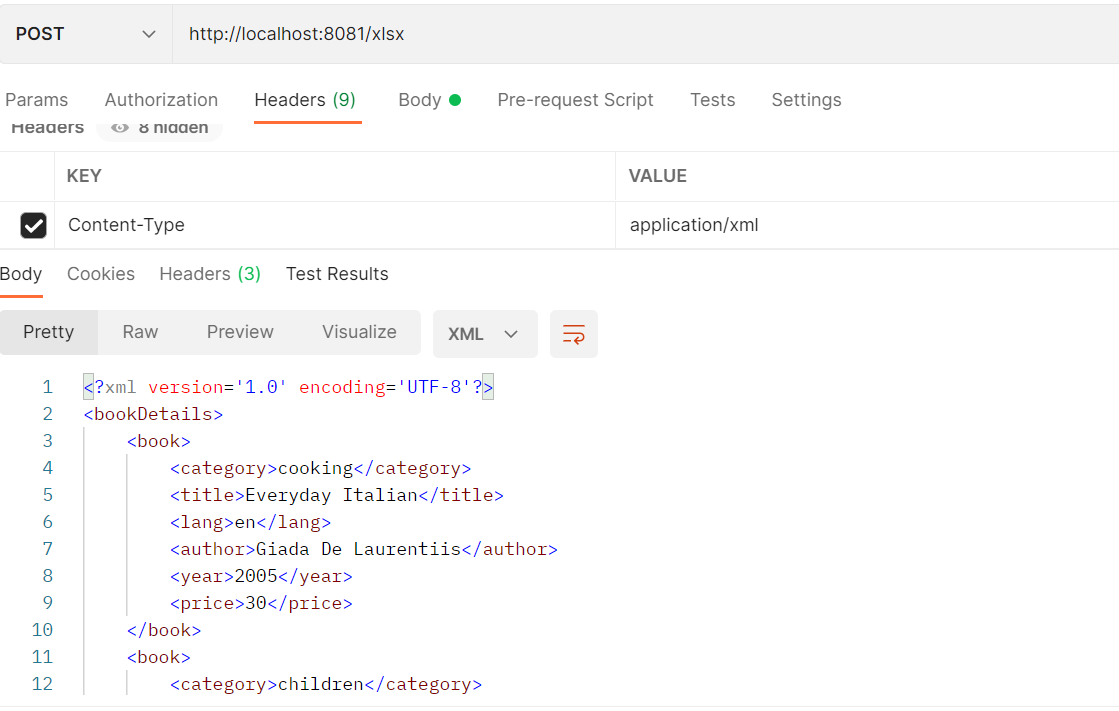 POST http://localhost:8081/xlsx
Params Authorization Headers (9) Body Pre-request Script Tests Settings
Headers 8 hidden
KEY VALUE
Content-Type application/xml
Body Cookies Headers (3) Test Results
Pretty Raw Preview Visualize XML
1 <?xml version='1.0' encoding='UTF-8'?>
2 <bookDetails>
3 <book>
4 <category>cooking</category>
5 <title>Everyday Italian</title>
6 <lang>en</lang>
7 <author>Giada De Laurentiis</author>
8 <year>2005</year>
9 <price>30</price>
10 </book>
11 <book>
12 <category>children</category>